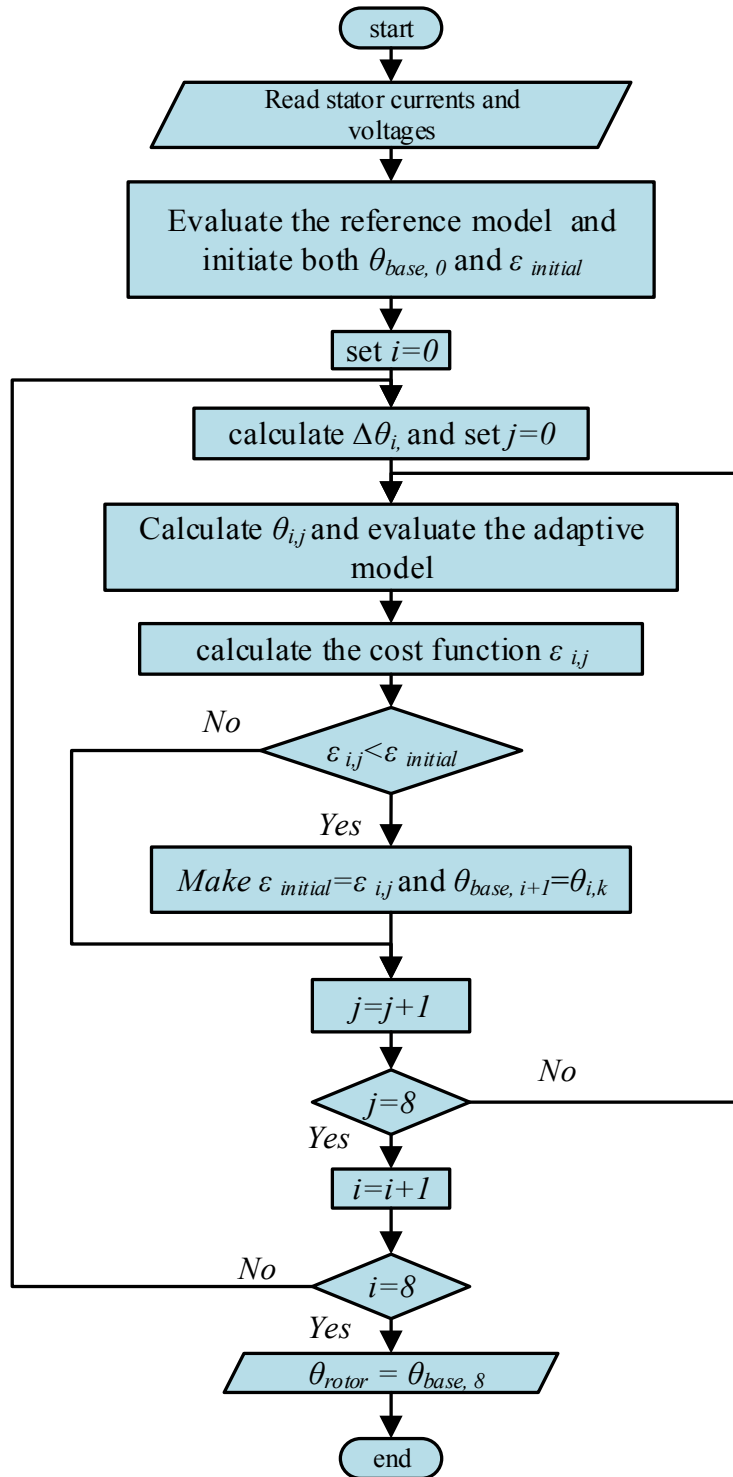 start
Read stator currents and
voltages
Evaluate the reference model and
initiate both θbase, 0 and ε initial
set i=0
calculate Δθi, and set j=0
Calculate θi,j and evaluate the adaptive
model
calculate the cost function ε i,j
No
ε i,j<ε initial
Yes
Make ε initial=ε i,j and θbase, i+1=θi,k
j=j+1
No
j=8
Yes
i=i+1
No
i=8
Yes
θrotor = θbase, 8
end